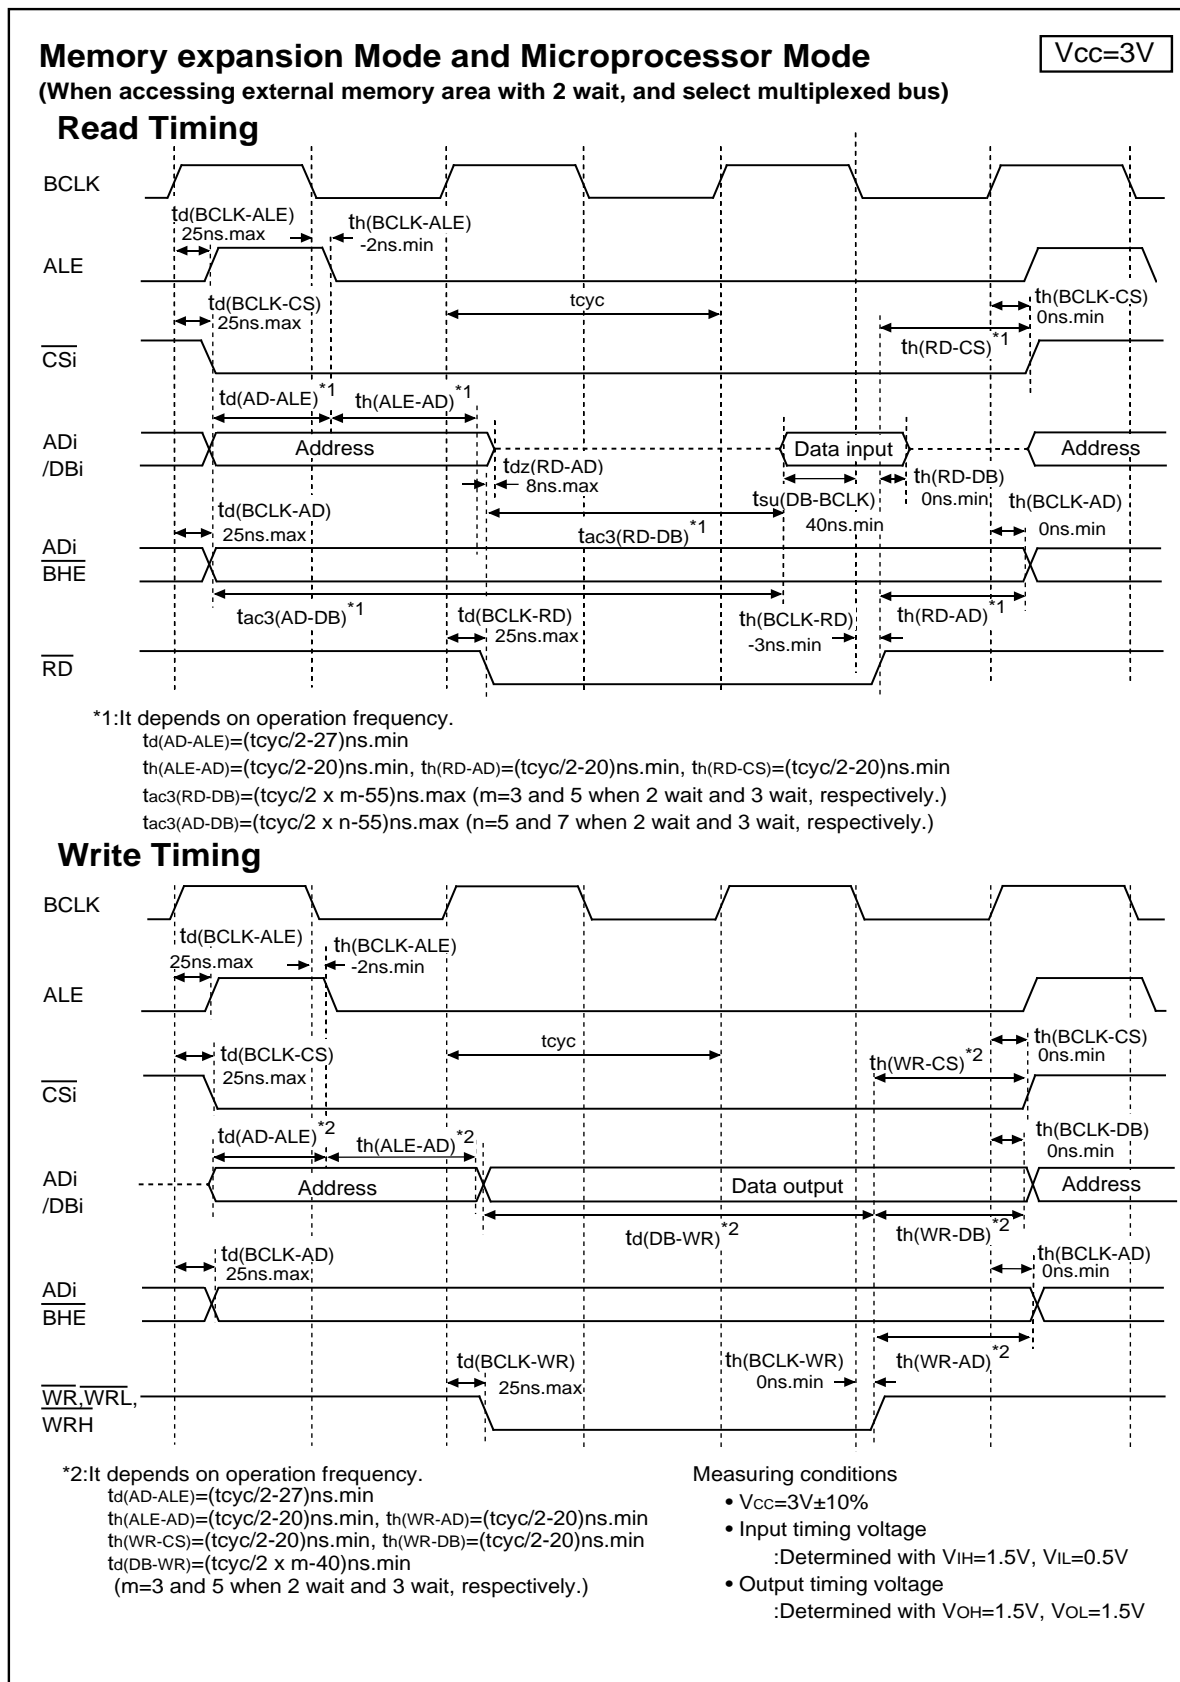 Memory expansion Mode and Microprocessor Mode
Vcc=3V
(When accessing external memory area with 2 wait, and select multiplexed bus)
Read Timing
BCLK
td(BCLK-ALE)
25ns.max
th(BCLK-ALE)
-2ns.min
ALE
td(BCLK-CS)
25ns.max
tcyc
th(BCLK-CS)
0ns.min
th(RD-CS)*1
CSi
td(AD-ALE)*1
th(ALE-AD)*1
ADi
/DBi
Address
Data input
Address
tdz(RD-AD)
8ns.max
tsu(DB-BCLK)
40ns.min
th(RD-DB)
0ns.min
td(BCLK-AD)
25ns.max
tac3(RD-DB)*1
th(BCLK-AD)
0ns.min
ADi
BHE
tac3(AD-DB)*1
td(BCLK-RD)
25ns.max
th(BCLK-RD)
-3ns.min
th(RD-AD)*1
RD
*1:It depends on operation frequency.
td(AD-ALE)=(tcyc/2-27)ns.min
th(ALE-AD)=(tcyc/2-20)ns.min, th(RD-AD)=(tcyc/2-20)ns.min, th(RD-CS)=(tcyc/2-20)ns.min
tac3(RD-DB)=(tcyc/2 x m-55)ns.max (m=3 and 5 when 2 wait and 3 wait, respectively.)
tac3(AD-DB)=(tcyc/2 x n-55)ns.max (n=5 and 7 when 2 wait and 3 wait, respectively.)
Write Timing
BCLK
td(BCLK-ALE)
25ns.max
th(BCLK-ALE)
-2ns.min
ALE
td(BCLK-CS)
25ns.max
tcyc
th(BCLK-CS)
0ns.min
th(WR-CS)*2
CSi
td(AD-ALE)*2
th(ALE-AD)*2
th(BCLK-DB)
0ns.min
ADi
/DBi
Address
Data output
Address
td(DB-WR)*2
th(WR-DB)*2
td(BCLK-AD)
25ns.max
th(BCLK-AD)
0ns.min
ADi
BHE
td(BCLK-WR)
25ns.max
th(BCLK-WR)
0ns.min
th(WR-AD)*2
WR,WRL,
WRH
*2:It depends on operation frequency.
td(AD-ALE)=(tcyc/2-27)ns.min
th(ALE-AD)=(tcyc/2-20)ns.min, th(WR-AD)=(tcyc/2-20)ns.min
th(WR-CS)=(tcyc/2-20)ns.min, th(WR-DB)=(tcyc/2-20)ns.min
td(DB-WR)=(tcyc/2 x m-40)ns.min
(m=3 and 5 when 2 wait and 3 wait, respectively.)
Measuring conditions
• VCC=3V±10%
• Input timing voltage
:Determined with VIH=1.5V, VIL=0.5V
• Output timing voltage
:Determined with VOH=1.5V, VOL=1.5V